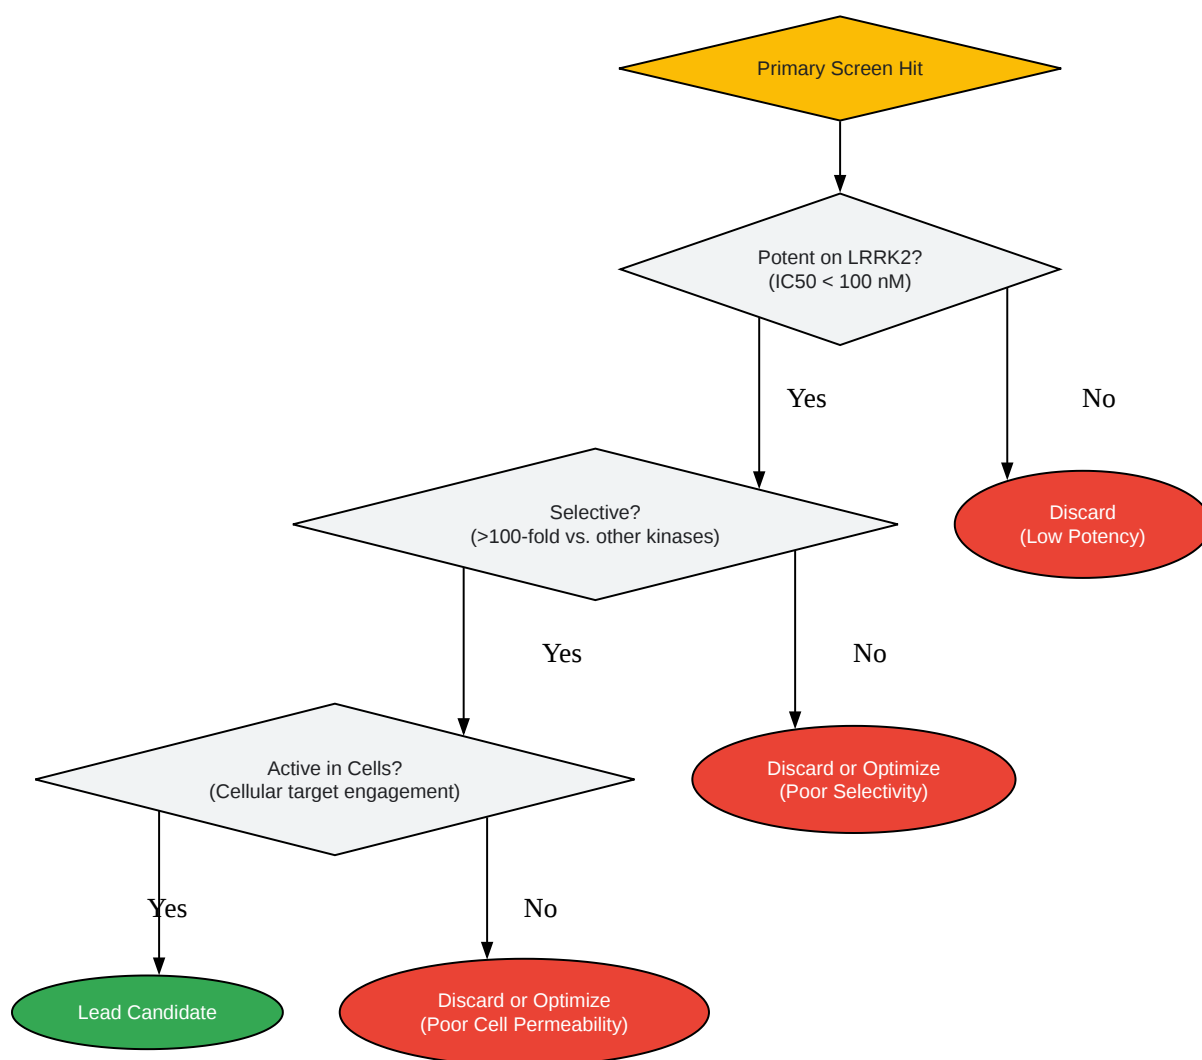 Primary Screen Hit
Potent on LRRK2?
(IC50 < 100 nM)
Yes
No
Selective?
(>100-fold vs. other kinases)
Discard
(Low Potency)
Yes
No
Active in Cells?
(Cellular target engagement)
Discard or Optimize
(Poor Selectivity)
Yes
No
Lead Candidate
Discard or Optimize
(Poor Cell Permeability)